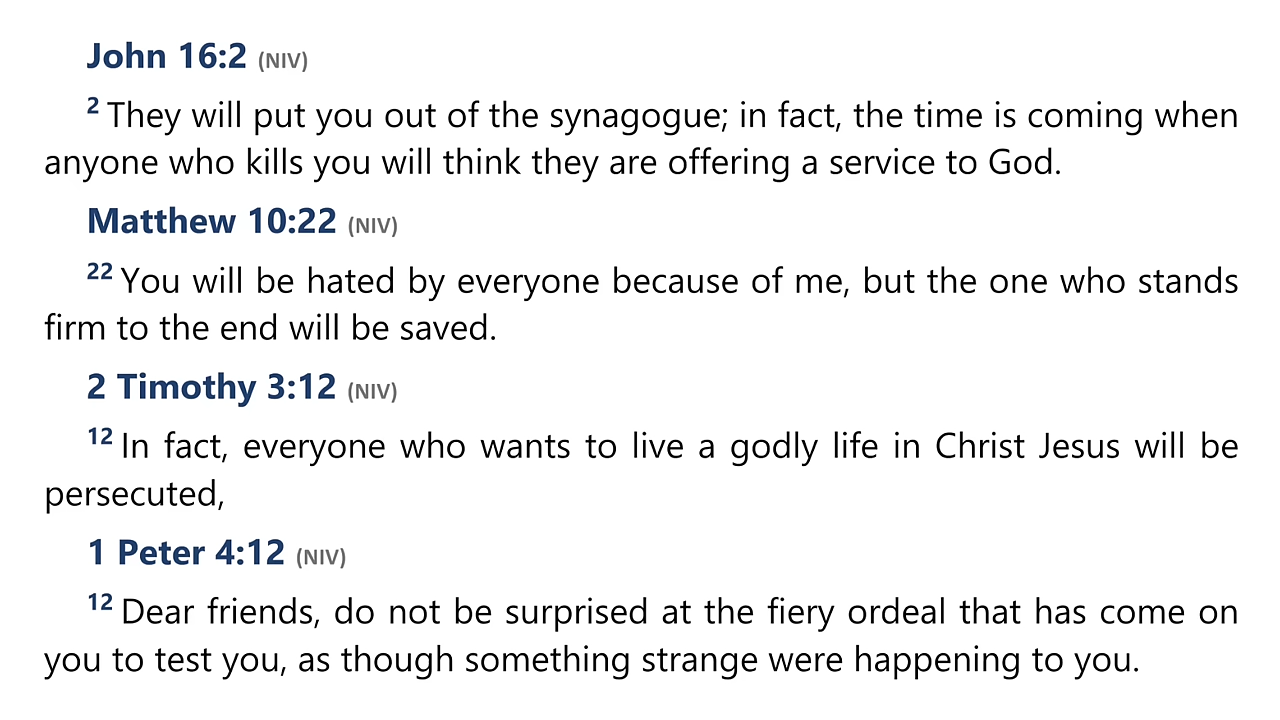 John 16:2 (NIV)
2 They will put you out of the synagogue; in fact, the time is coming when
anyone who kills you will think they are offering a service to God.
Matthew 10:22 (NIV)
22 You will be hated by everyone because of me, but the one who stands
firm to the end will be saved.
2 Timothy 3:12 (NIV)
12 In fact, everyone who wants to live a godly life in Christ Jesus will be
persecuted,
1 Peter 4:12 (NIV)
12 Dear friends, do not be surprised at the fiery ordeal that has come on
you to test you, as though something strange were happening to you.